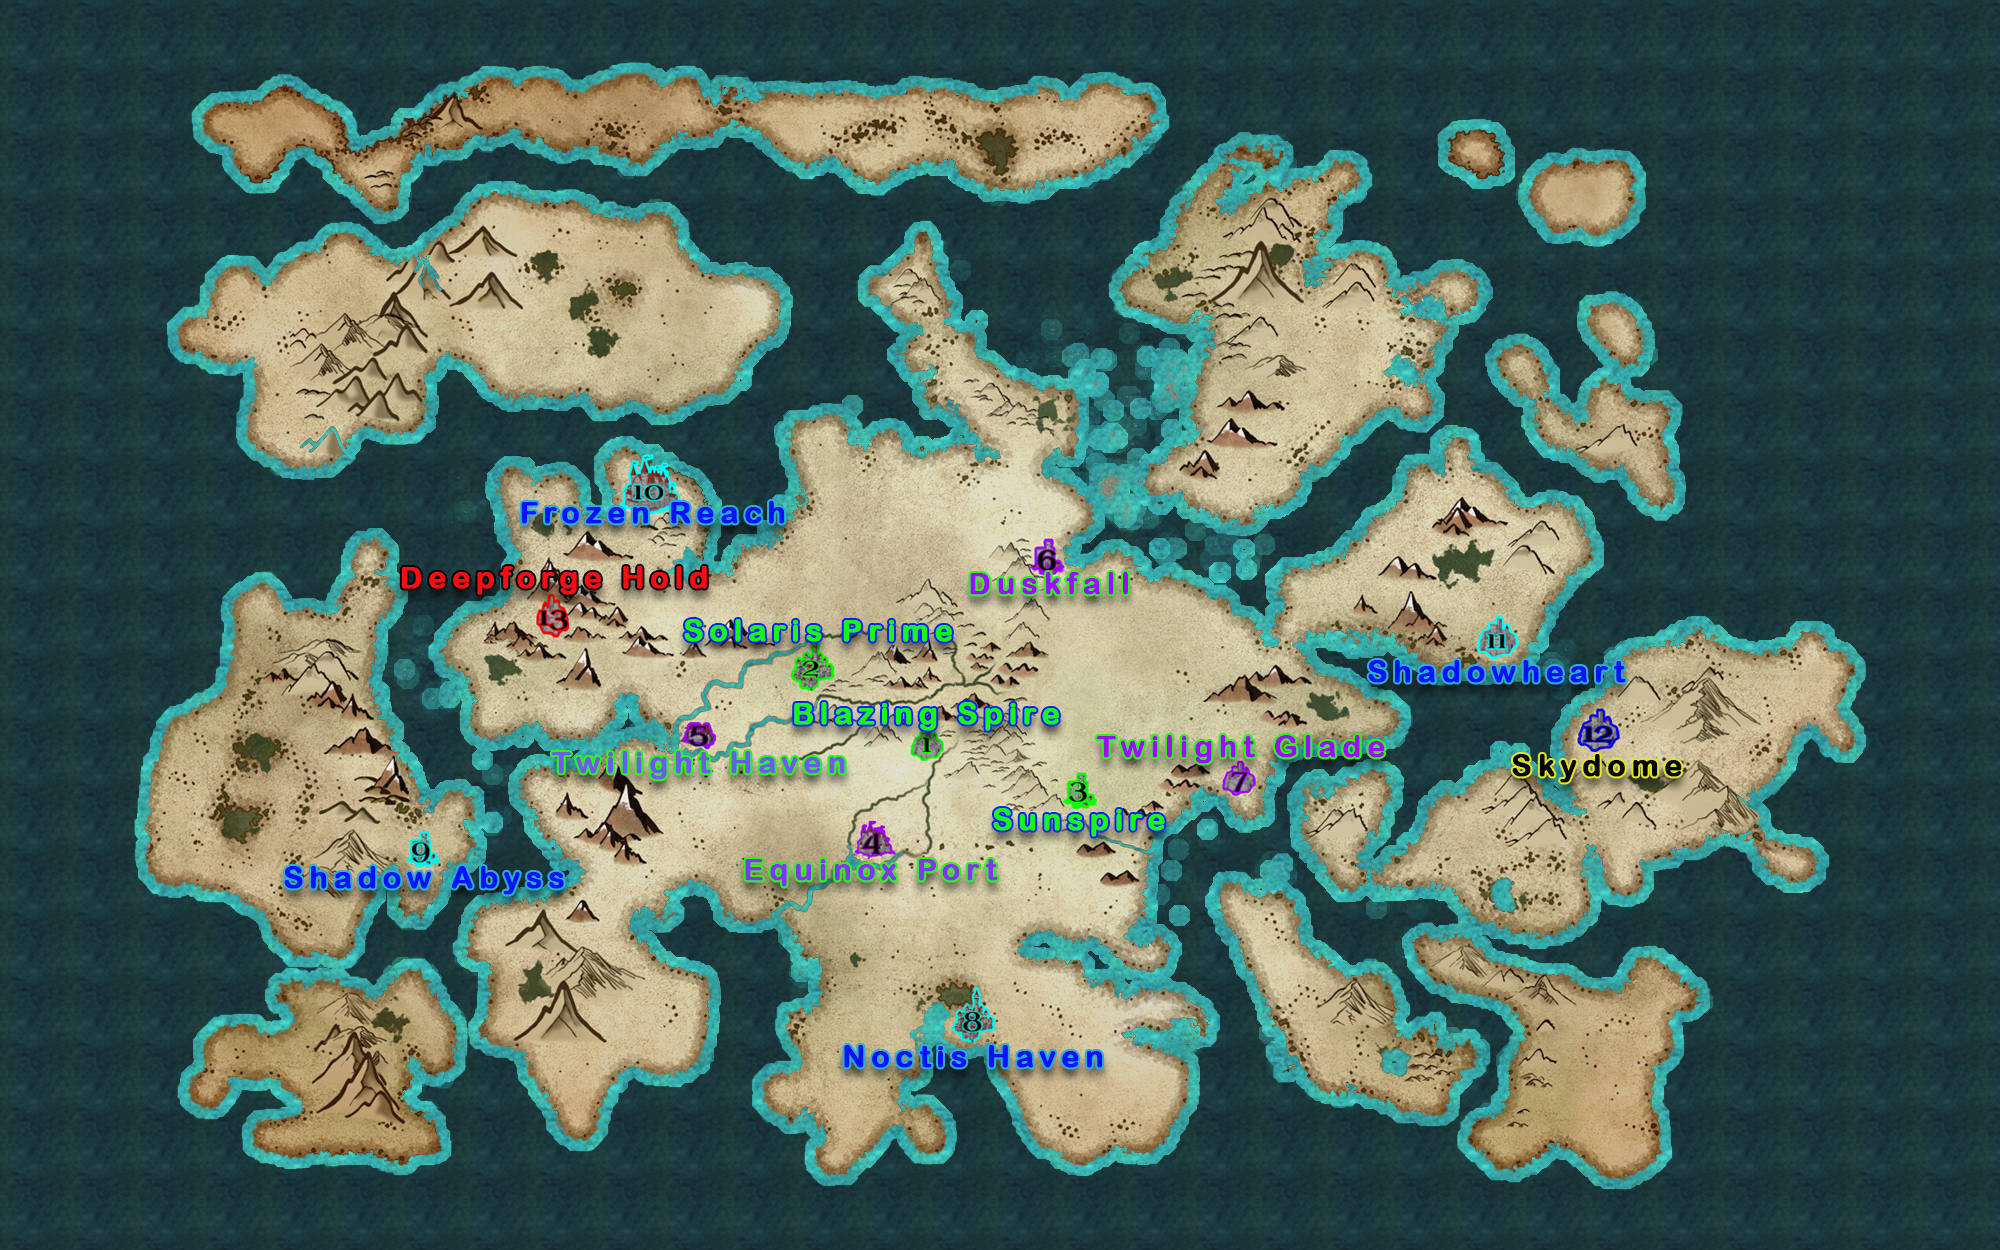 10
Frozen Reach
6
Deepforge Hold
Duskfall
13
Solaris Prime
2
11
Shadowheart
Blazing Spire
5
1
12
Twilight Haven
Twilight Glade
Skydome
7
3
Sunspire
4
9
Equinox Port
Shadow Abyss
8
Noctis Haven